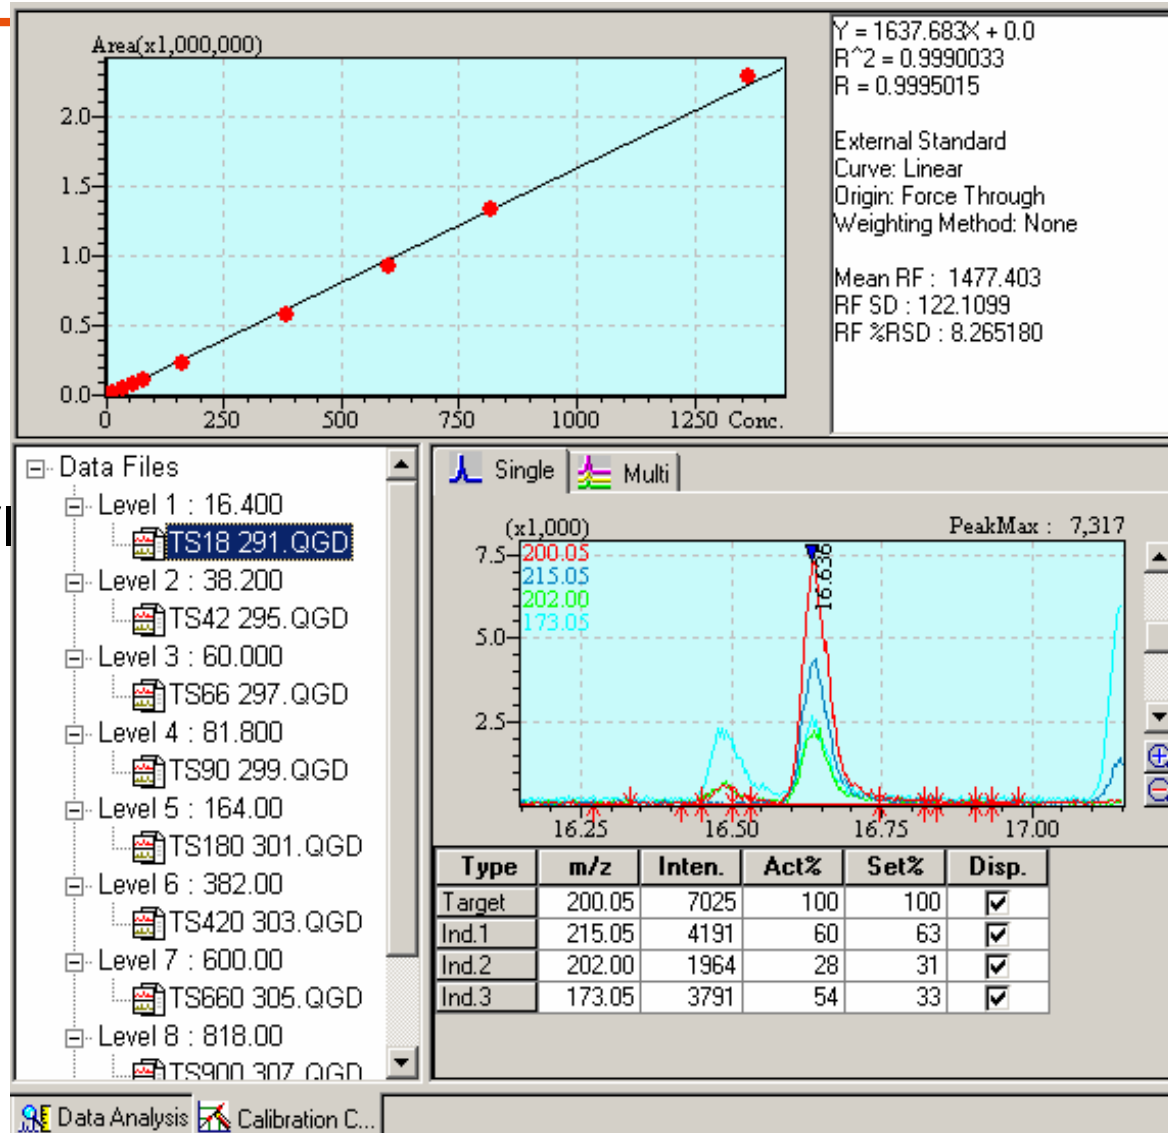 Area(x1,000,000)
2.0
1.5
1.0
0.5
0.0
0 250 500 750 1000 1250 Conc.
Y = 1637.683X + 0.0
R^2 = 0.9990033
R = 0.9995015
External Standard
Curve: Linear
Origin: Force Through
Weighting Method: None
Mean RF : 1477.403
RF SD : 122.1099
RF %RSD : 8.265180
Data Files
Level 1 : 16.400
TS18 291.QGD
Level 2 : 38.200
TS42 295.QGD
Level 3 : 60.000
TS66 297.QGD
Level 4 : 81.800
TS90 299.QGD
Level 5 : 164.00
TS180 301.QGD
Level 6 : 382.00
TS420 303.QGD
Level 7 : 600.00
TS660 305.QGD
Level 8 : 818.00
TS900 307.QGD
Single Multi
(x1,000) PeakMax : 7,317
7.5
5.0
2.5
200.05
215.05
202.00
173.05
16.636
16.25 16.50 16.75 17.00
Type m/z Inten. Act% Set% Disp.
Target 200.05 7025 100 100
Ind.1 215.05 4191 60 63
Ind.2 202.00 1964 28 31
Ind.3 173.05 3791 54 33
Data Analysis Calibration C...